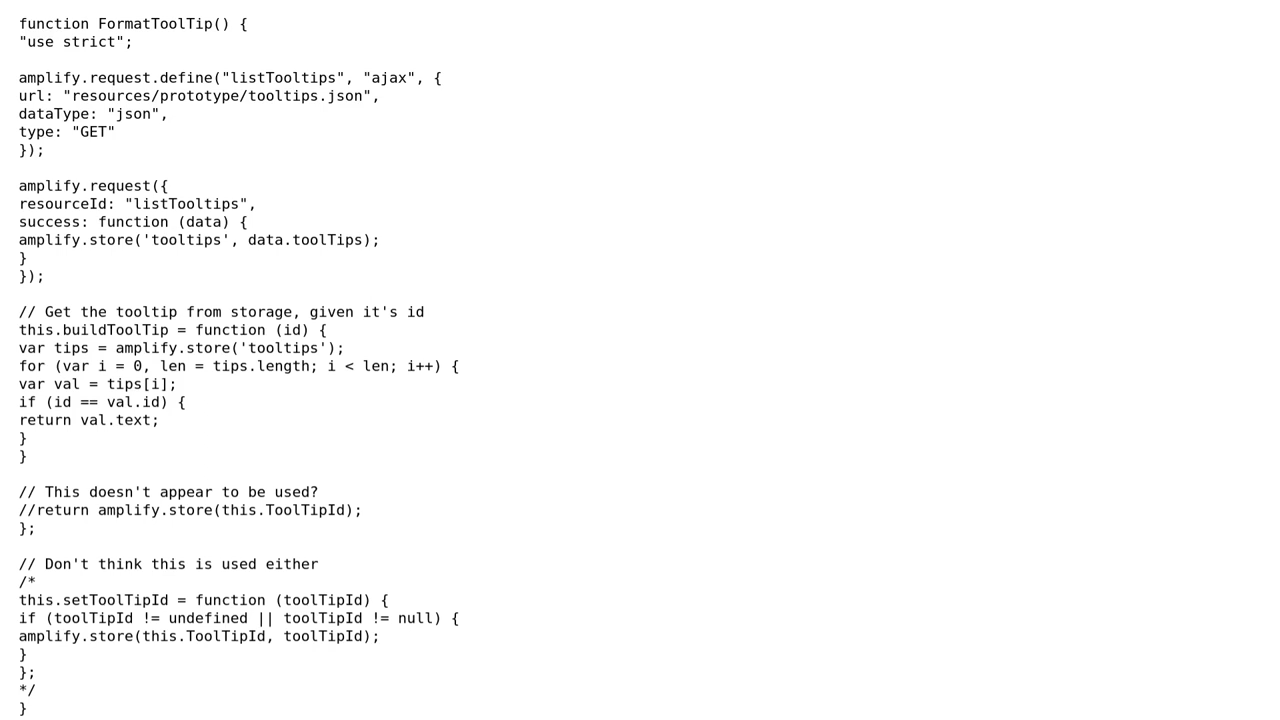 function FormatToolTip() {
"use strict";

amplify.request.define("listTooltips", "ajax", {
url: "resources/prototype/tooltips.json",
dataType: "json",
type: "GET"
});

amplify.request({
resourceId: "listTooltips",
success: function (data) {
amplify.store('tooltips', data.toolTips);
}
});

// Get the tooltip from storage, given it's id
this.buildToolTip = function (id) {
var tips = amplify.store('tooltips');
for (var i = 0, len = tips.length; i < len; i++) {
var val = tips[i];
if (id == val.id) {
return val.text;
}
}

// This doesn't appear to be used?
//return amplify.store(this.ToolTipId);
};

// Don't think this is used either
/*
this.setToolTipId = function (toolTipId) {
if (toolTipId != undefined || toolTipId != null) {
amplify.store(this.ToolTipId, toolTipId);
}
};
*/
}